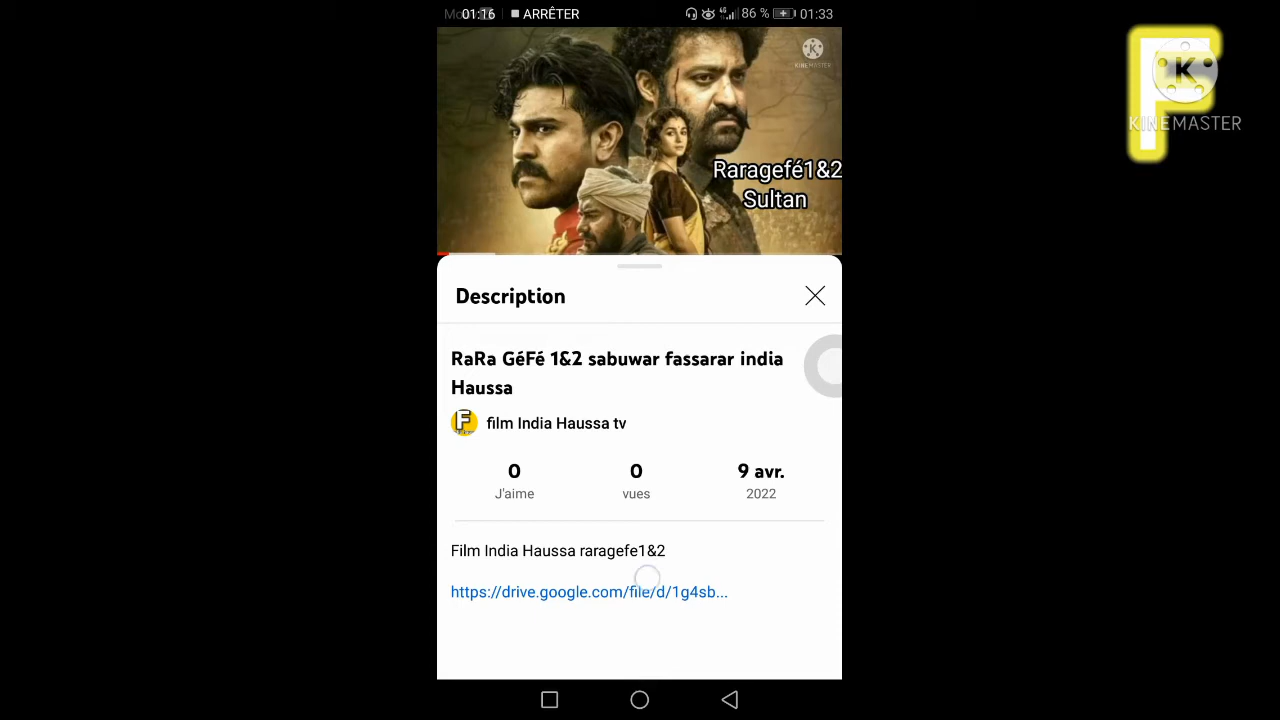 01:16 ARRÊTER 86 % 01:33
K
KINEMASTER
K
KINEMASTER
Raragefé1&2
Sultan
Description
RaRa GéFé 1&2 sabuwar fassarar india
Haussa
F film India Haussa tv
0 0 9 avr.
J'aime vues 2022
Film India Haussa raragefe1&2
https://drive.google.com/file/d/1g4sb...